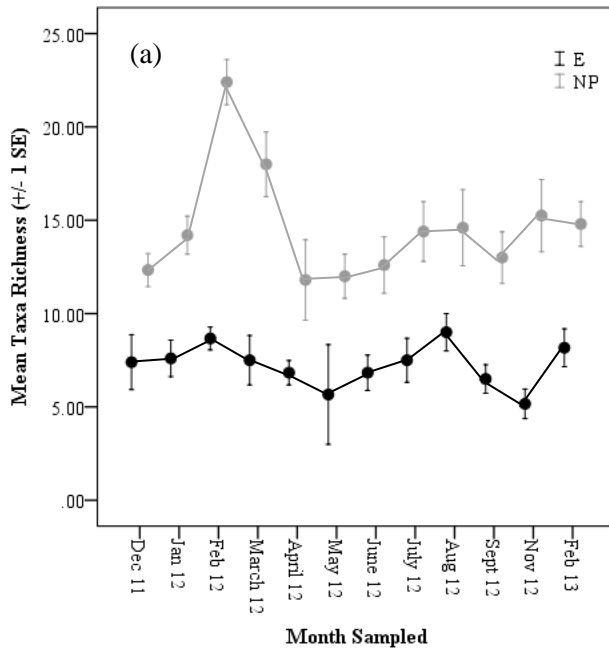 (a)
E
NP
Mean Taxa Richness (+/- 1 SE)
25.00
20.00
15.00
10.00
5.00
.00
Dec 11
Jan 12
Feb 12
March 12
April 12
May 12
June 12
July 12
Aug 12
Sept 12
Nov 12
Feb 13
Month Sampled